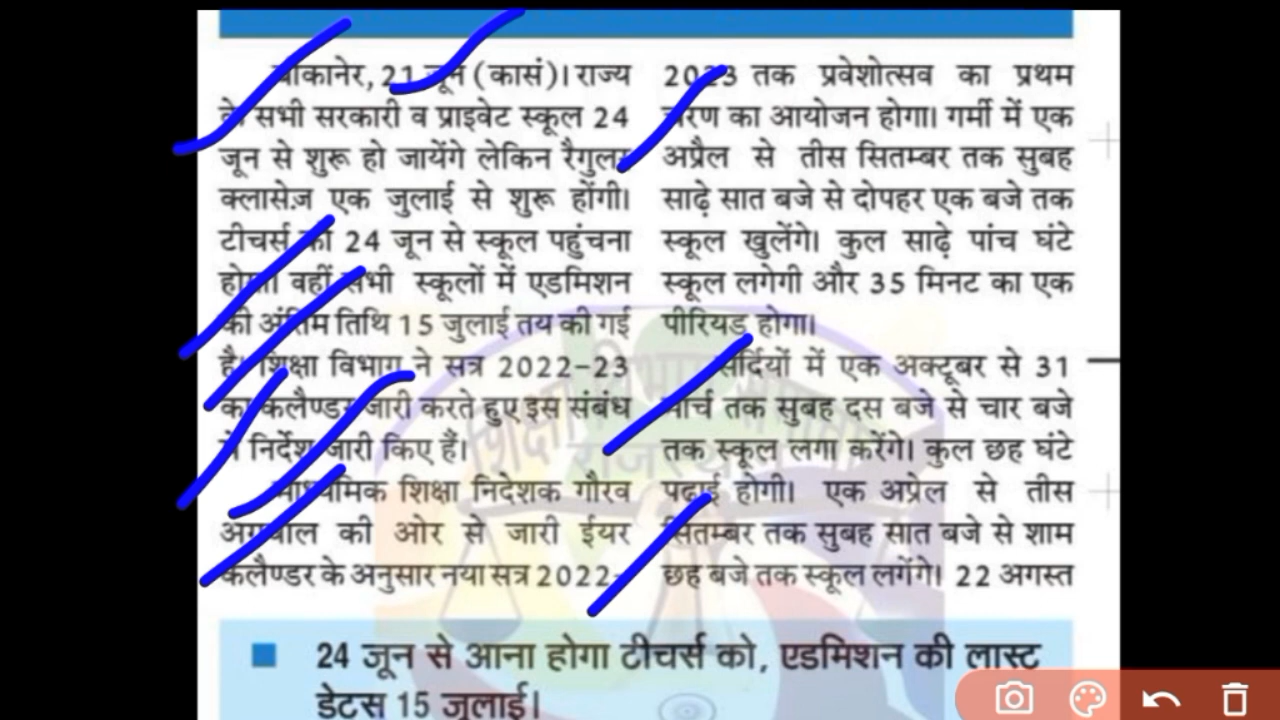 बीकानेर, 21 जून (कासं)। राज्य
के सभी सरकारी व प्राइवेट स्कूल 24
जून से शुरू हो जायेंगे लेकिन रैगुलर
क्लासेज़ एक जुलाई से शुरू होंगी।
टीचर्स को 24 जून से स्कूल पहुंचना
होगा वहीं सभी स्कूलों में एडमिशन
की अंतिम तिथि 15 जुलाई तय की गई
है। शिक्षा विभाग ने सत्र 2022-23
का कलैण्डर जारी करते हुए इस संबंध
में निर्देश जारी किए हैं।
माध्यमिक शिक्षा निदेशक गौरव
अग्रवाल की ओर से जारी ईयर
कलैण्डर के अनुसार नया सत्र 2022-
2023 तक प्रवेशोत्सव का प्रथम
चरण का आयोजन होगा। गर्मी में एक
अप्रैल से तीस सितम्बर तक सुबह
साढ़े सात बजे से दोपहर एक बजे तक
स्कूल खुलेंगे। कुल साढ़े पांच घंटे
स्कूल लगेगी और 35 मिनट का एक
पीरियड होगा।
सर्दियों में एक अक्टूबर से 31
मार्च तक सुबह दस बजे से चार बजे
तक स्कूल लगा करेंगे। कुल छह घंटे
पढाई होगी। एक अप्रेल से तीस
सितम्बर तक सुबह सात बजे से शाम
छह बजे तक स्कूल लगेंगे। 22 अगस्त
24 जून से आना होगा टीचर्स को, एडमिशन की लास्ट
डेटस 15 जुलाई।
शिक्षा विभाग
राजस्थान